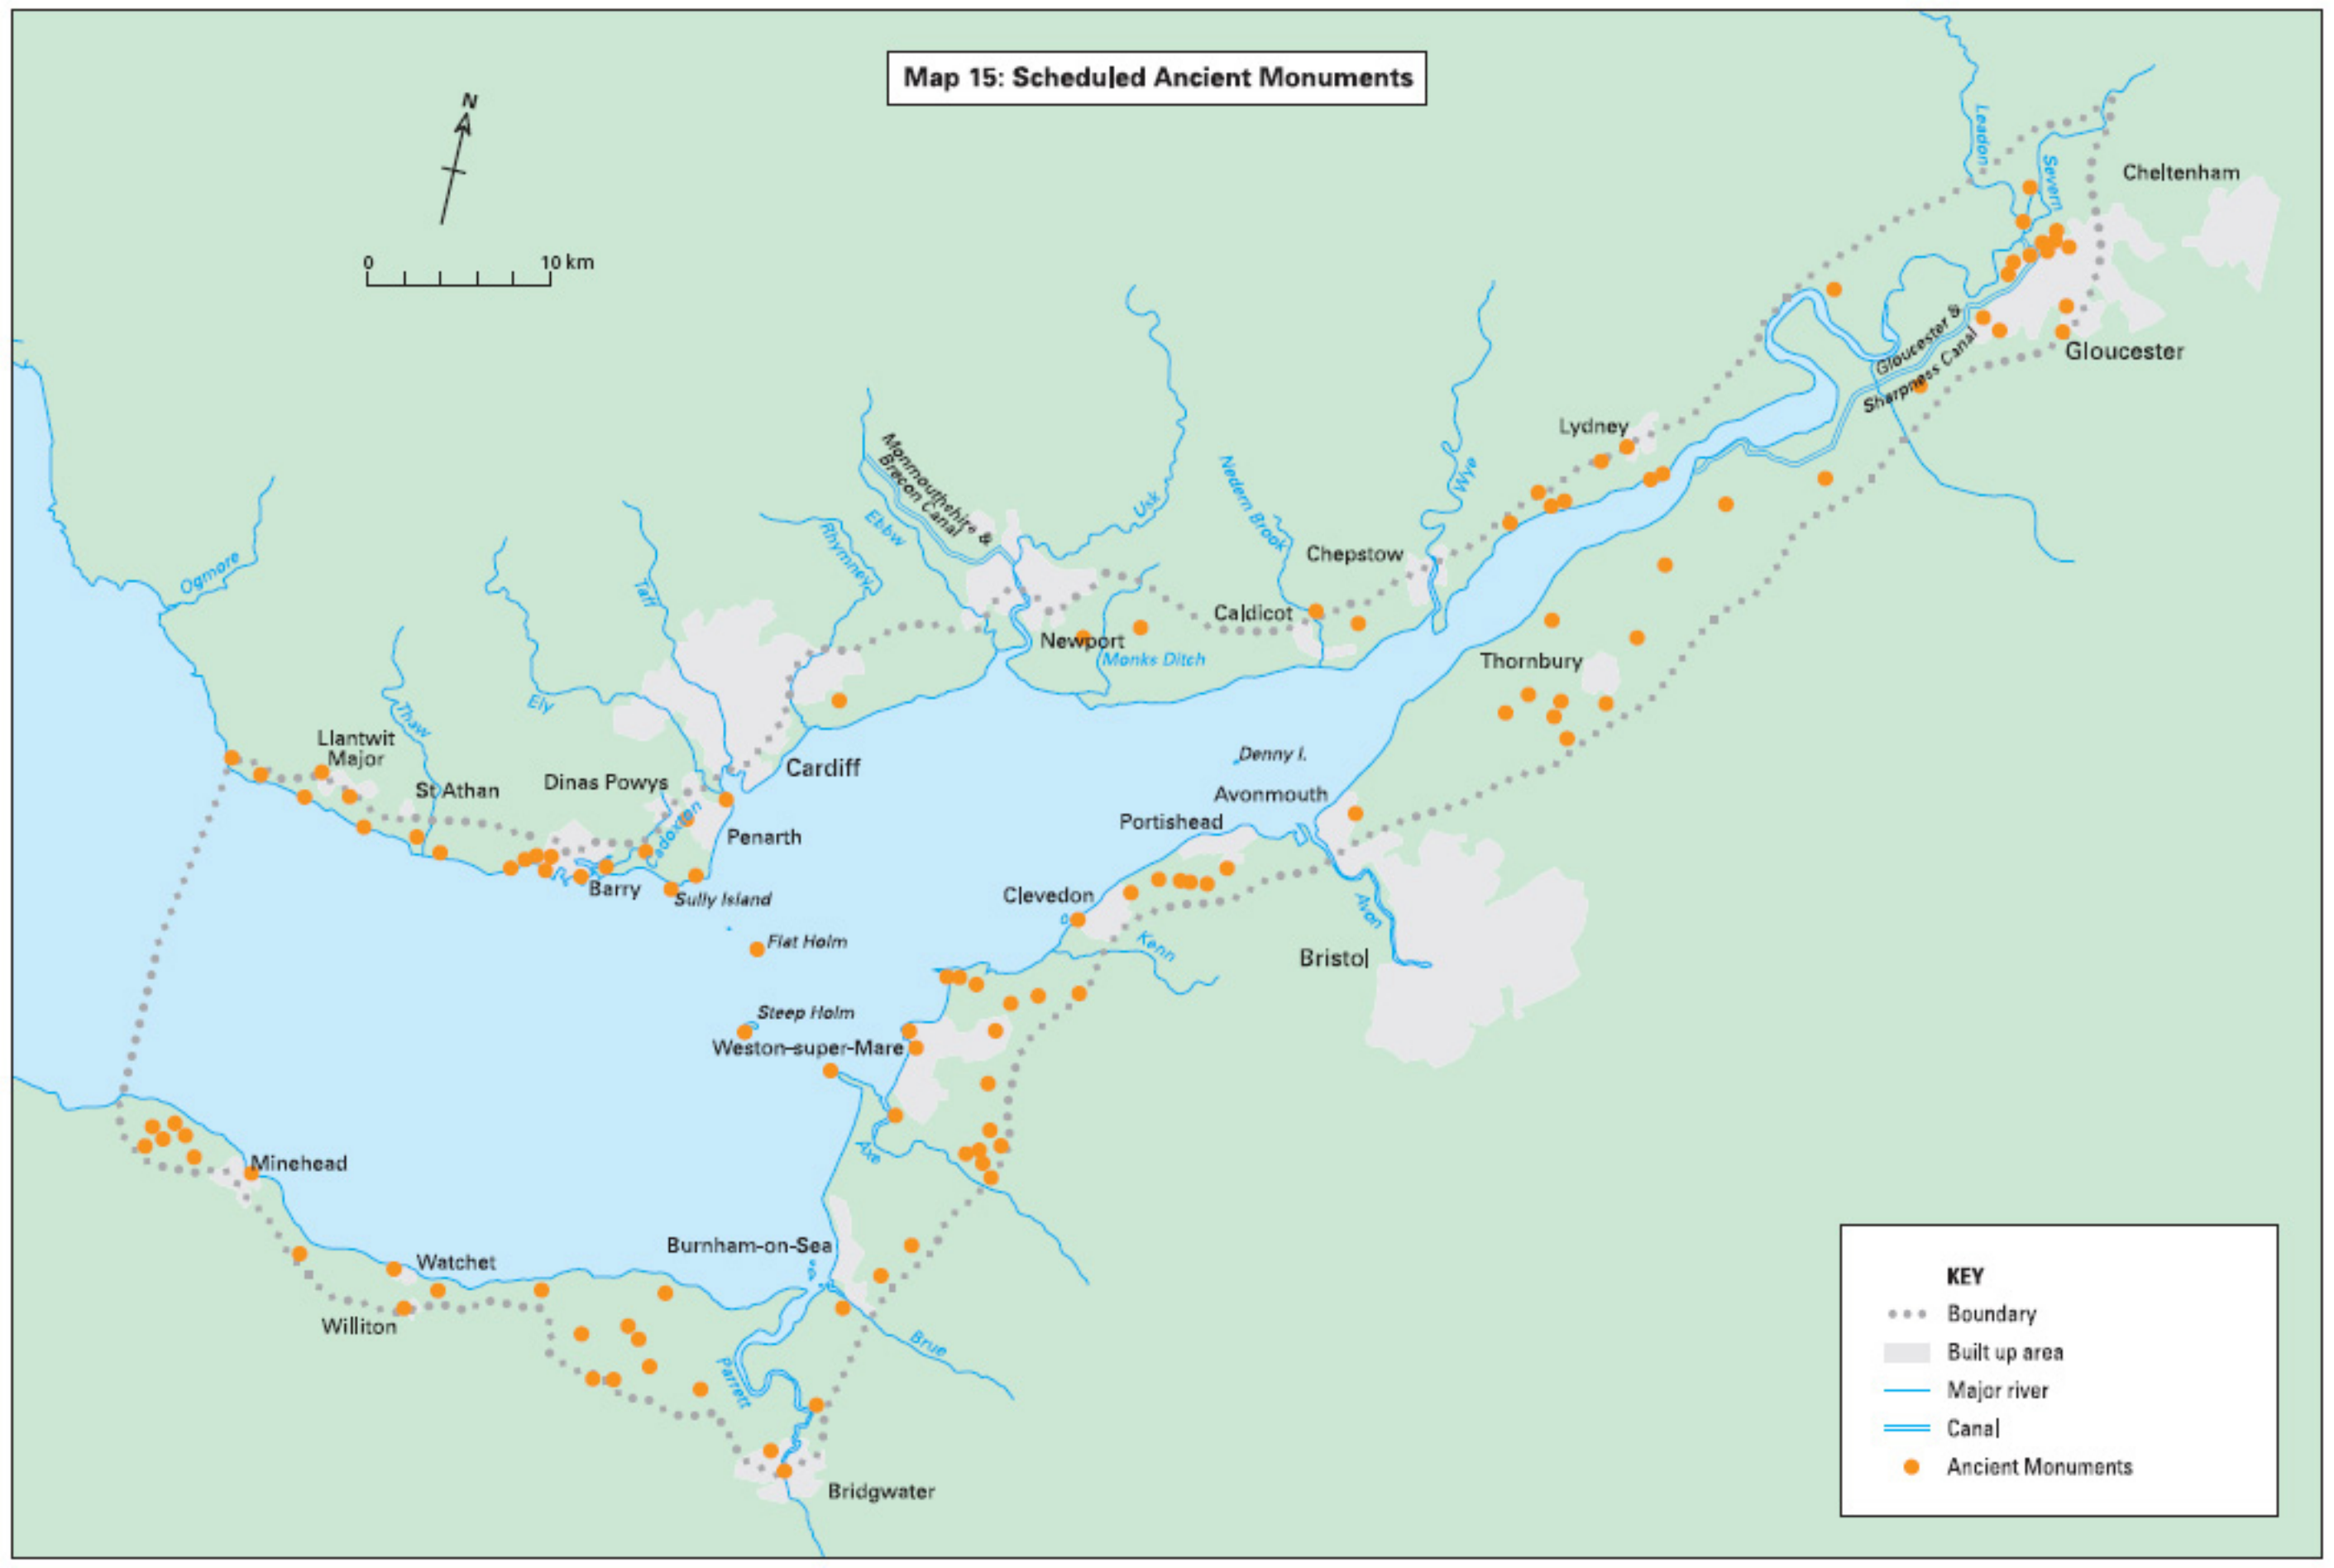 Map 15: Scheduled Ancient Monuments
N
0 10 km
Leadon
Severn
Cheltenham
Gloucester &
Sharpness Canal
Gloucester
Lydney
Monmouthshire &
Brecon Canal
Ebbw
Usk
Nedern Brook
Wye
Rhymney
Ogmore
Taff
Chepstow
Caldicot
Newport
Monks Ditch
Thornbury
Ely
Thaw
Llantwit
Major
St Athan
Dinas Powys
Cardiff
Denny I.
Avonmouth
Portishead
Cadoxton
Penarth
Barry
Sully Island
Clevedon
Avon
Flat Holm
Kenn
Bristol
Steep Holm
Weston-super-Mare
Axe
Minehead
Burnham-on-Sea
Watchet
Williton
Brue
Parrett
Bridgwater
KEY
Boundary
Built up area
Major river
Canal
Ancient Monuments